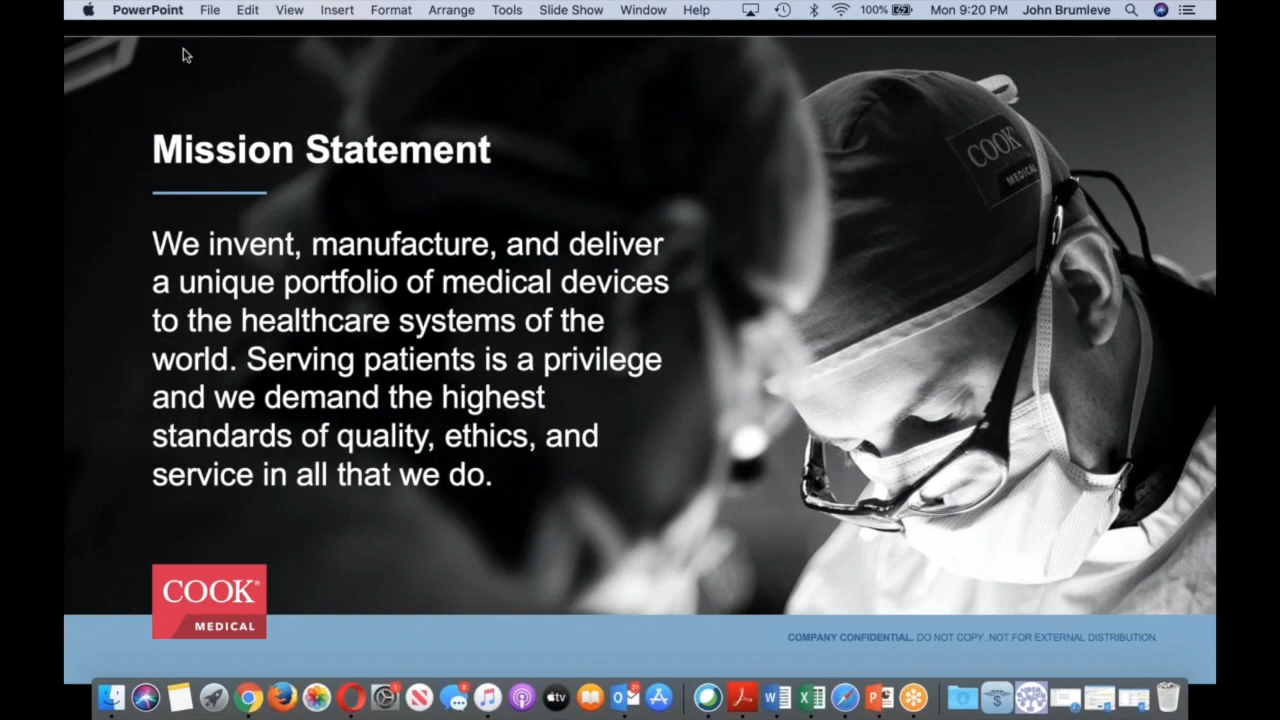 PowerPoint File Edit View Insert Format Arrange Tools Slide Show Window Help 100% Mon 9:20 PM John Brumleve
COOK
MEDICAL
Mission Statement
We invent, manufacture, and deliver
a unique portfolio of medical devices
to the healthcare systems of the
world. Serving patients is a privilege
and we demand the highest
standards of quality, ethics, and
service in all that we do.
COOK®
MEDICAL
COMPANY CONFIDENTIAL. DO NOT COPY. NOT FOR EXTERNAL DISTRIBUTION.
tv